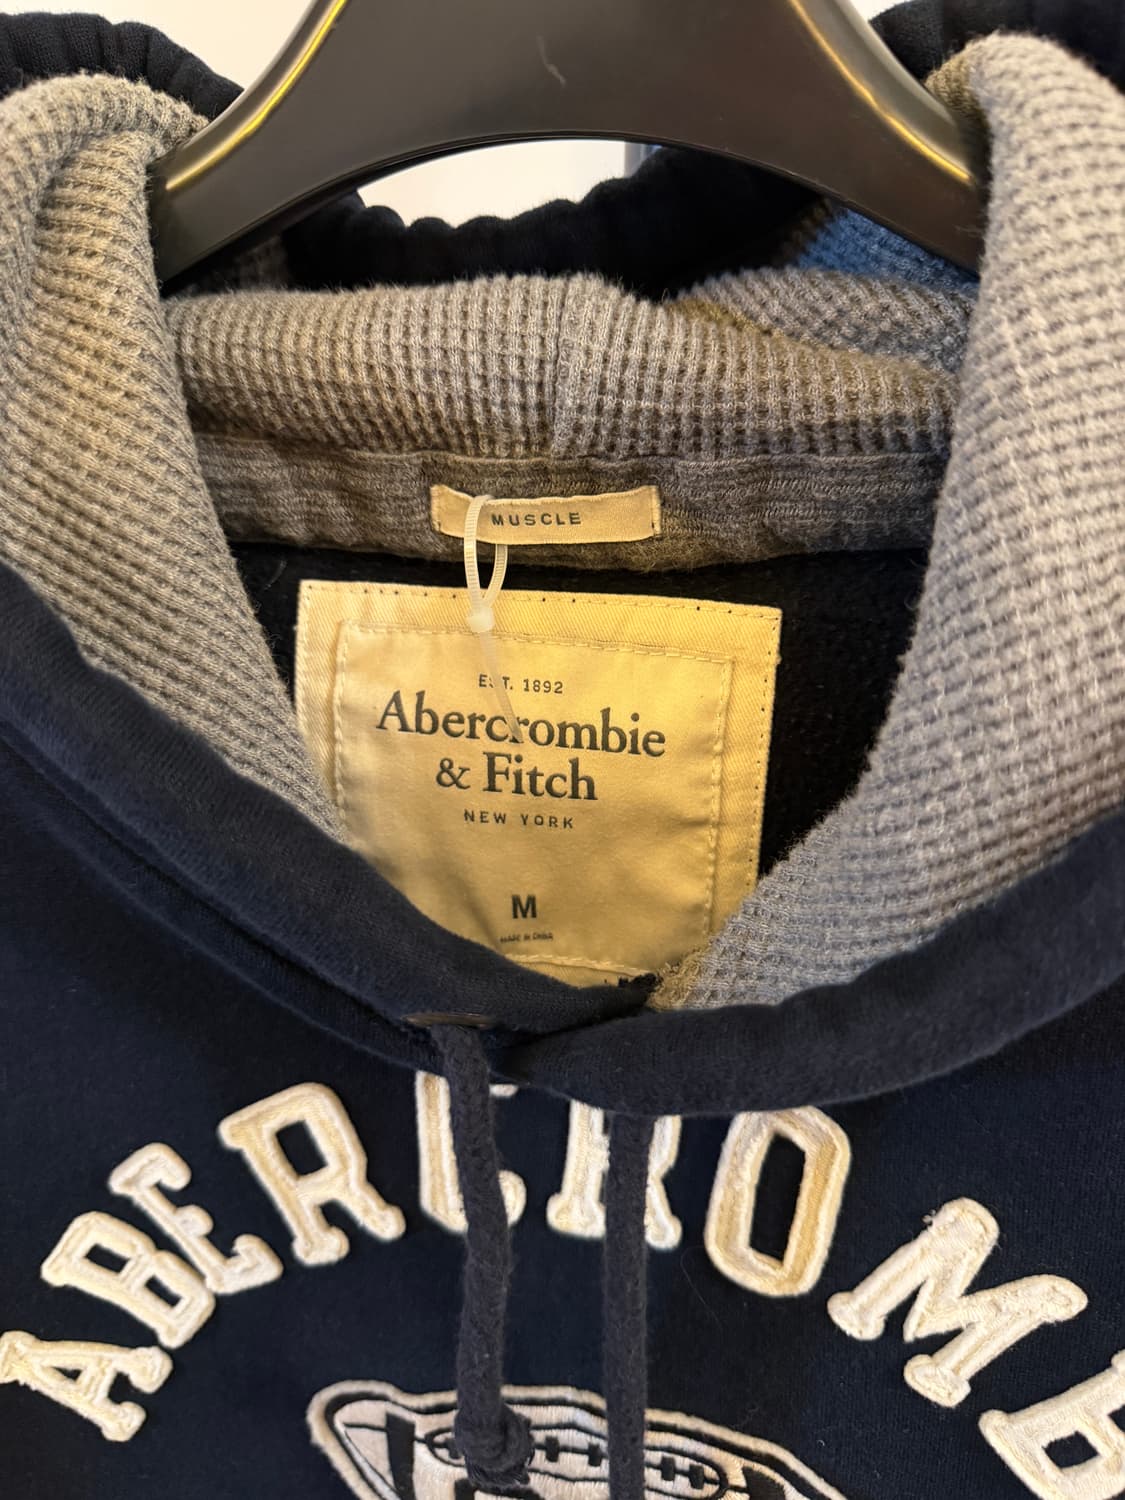 MUSCLE
EST. 1892
Abercrombie
& Fitch
NEW YORK
M
MADE IN CHINA
ABERCROMB